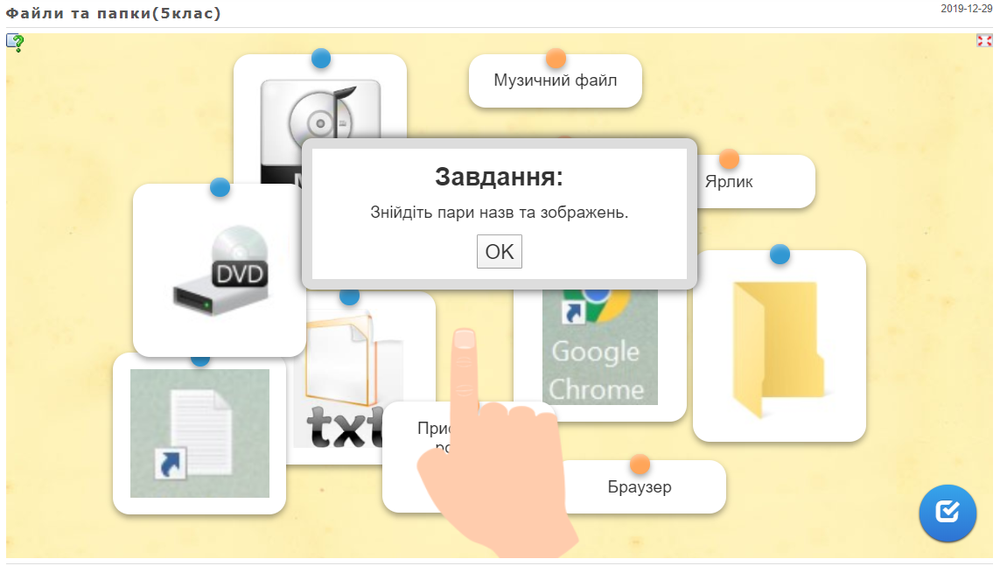 Файли та папки(5клас)
2019-12-29
Музичний файл
Завдання:
Знійдіть пари назв та зображень.
OK
Ярлик
DVD
Google
Chrome
txt
Браузер